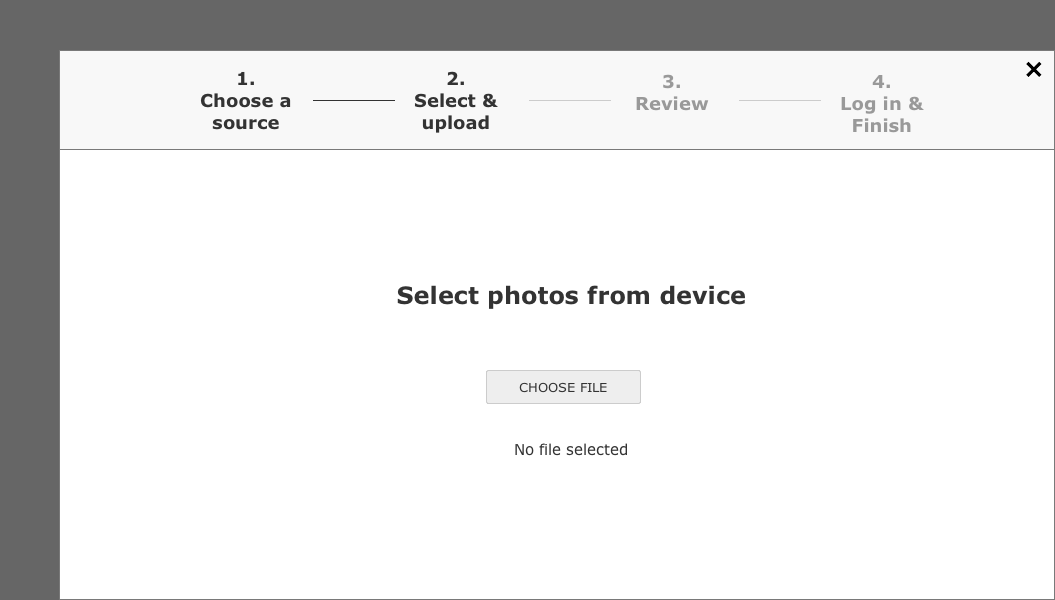 1.
Choose a
source
2.
Select &
upload
3.
Review
4.
Log in &
Finish
Select photos from device
CHOOSE FILE
No file selected